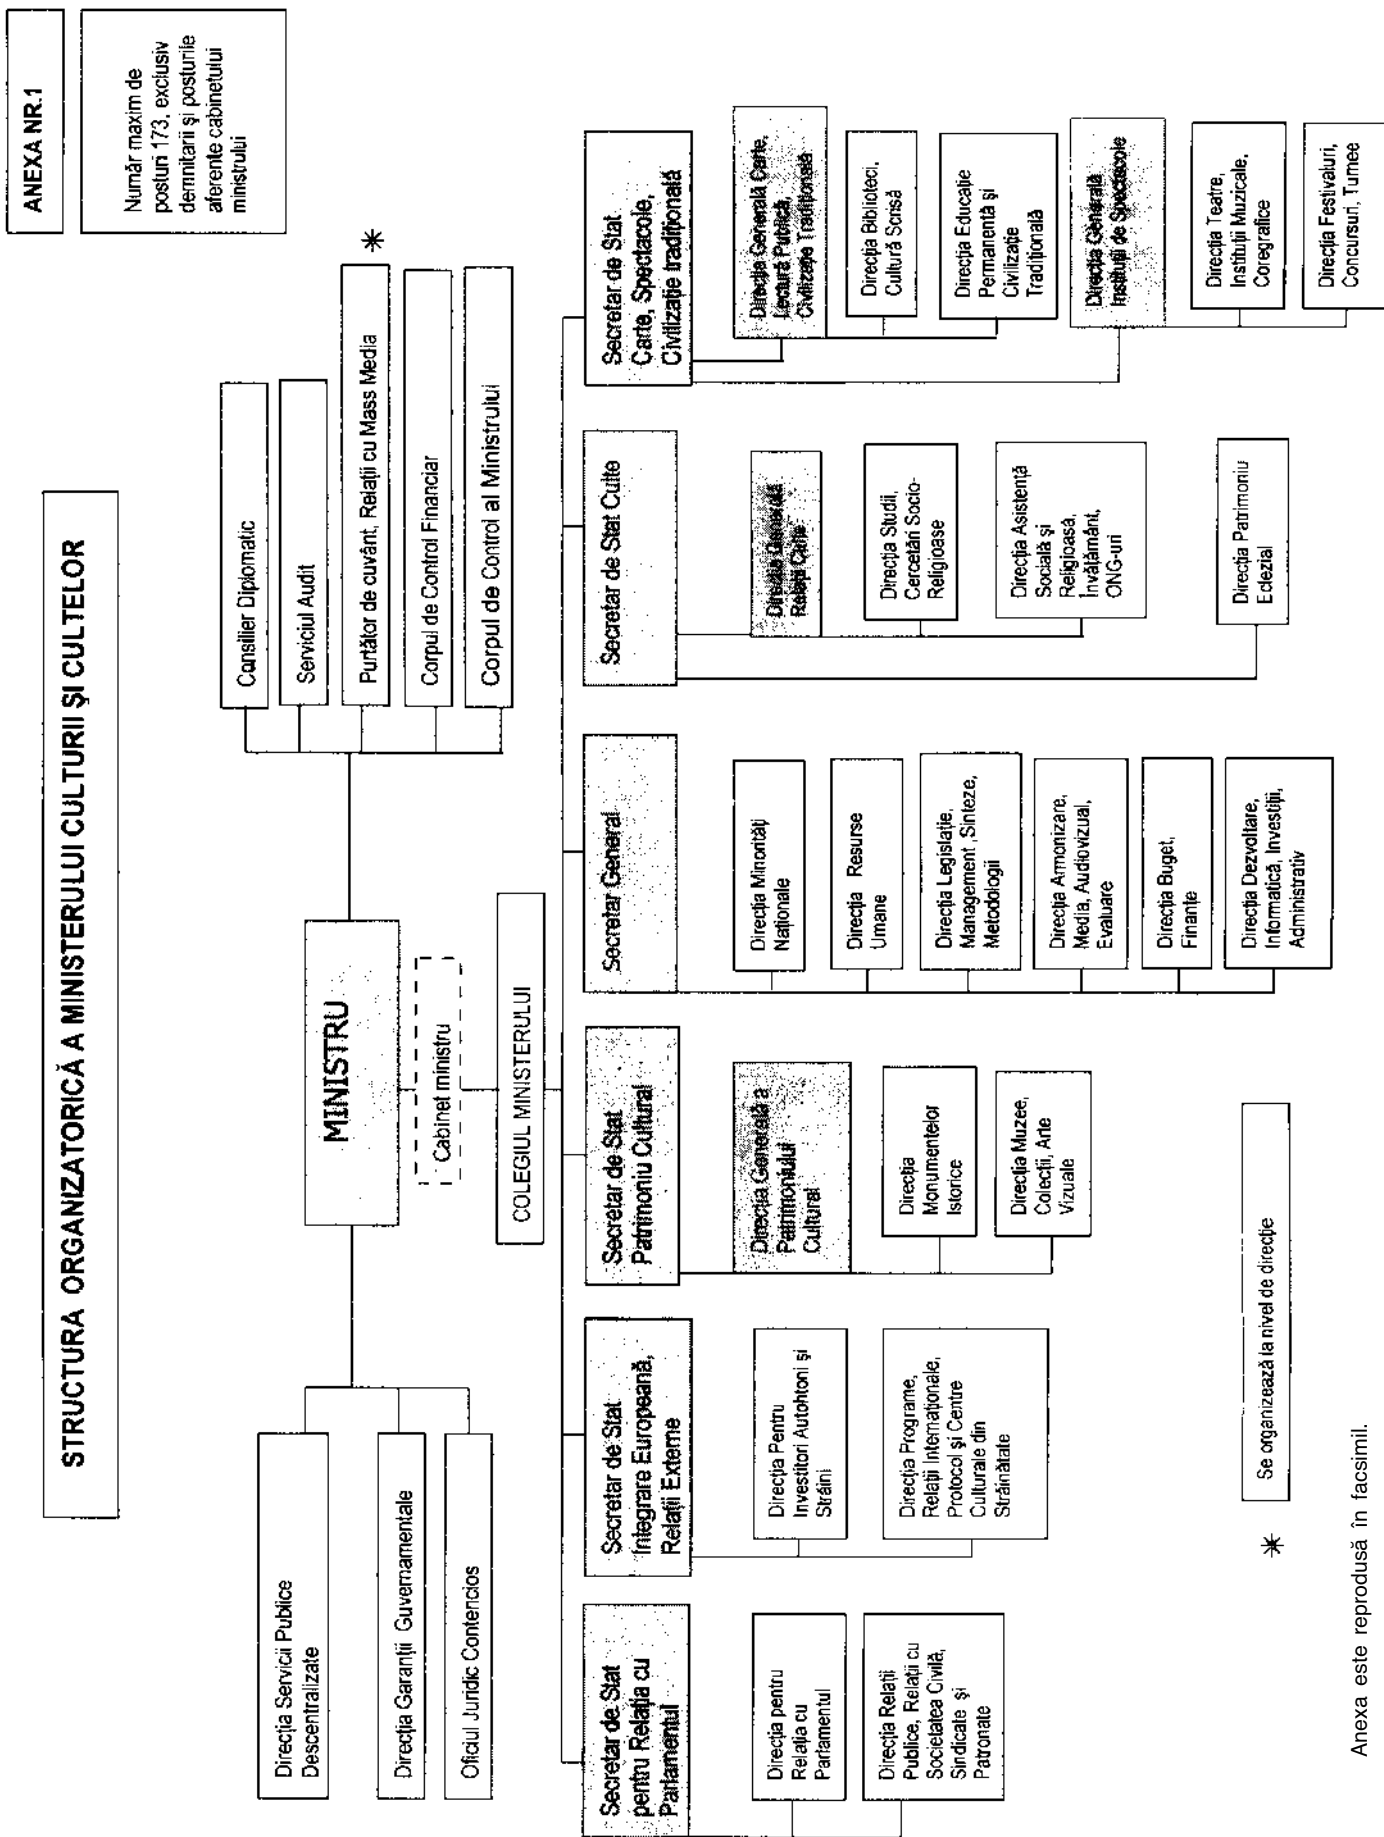 ANEXA NR.1
Număr maxim de
posturi 173, exclusiv
demnitarii și posturile
aferente cabinetului
ministrului
STRUCTURA ORGANIZATORICĂ A MINISTERULUI CULTURII ȘI CULTELOR
MINISTRU
Cabinet ministru
COLEGIUL MINISTERULUI
Direcția Servicii Publice
Descentralizate
Direcția Garanții Guvernamentale
Oficiul Juridic Contencios
Consilier Diplomatic
Serviciul Audit
Purtător de cuvânt, Relații cu Mass Media
*
Corpul de Control Financiar
Corpul de Control al Ministrului
Secretar de Stat
pentru Relația cu
Parlamentul
Direcția pentru
Relația cu
Parlamentul
Direcția Relații
Publice, Relații cu
Societatea Civilă,
Sindicate și
Patronate
Secretar de Stat
Integrare Europeană,
Relații Externe
Direcția Pentru
Investitori Autohtoni și
Străini
Direcția Programe,
Relații Internaționale,
Protocol și Centre
Culturale din
Străinătate
Secretar de Stat
Patrimoniu Cultural
Direcția Generală a
Patrimoniului
Cultural
Direcția
Monumentelor
Istorice
Direcția Muzee,
Colecții, Arte
Vizuale
Secretar General
Direcția Minorități
Naționale
Direcția Resurse
Umane
Direcția Legislație,
Management ,Sinteze,
Metodologii
Direcția Armonizare,
Media, Audiovizual,
Evaluare
Direcția Buget,
Finanțe
Direcția Dezvoltare,
Informatică, Investiții,
Administrativ
Secretar de Stat Culte
Direcția Generală
Relații
Direcția Studii,
Cercetări Socio-
Religioase
Direcția Asistență
Socială și
Religioasă,
Invățământ,
ONG-uri
Direcția Patrimoniu
Eclezial
Secretar de Stat
Carte, Spectacole,
Civilizație tradițională
Direcția Generală Carte,
Lectură Publică,
Civilizație Tradițională
Direcția Biblioteci,
Cultură Scrisă
Direcția Educație
Permanentă și
Civilizație
Tradițională
Direcția Generală
Instituții de Spectacole
Direcția Teatre,
Instituții Muzicale,
Coregrafice
Direcția Festivaluri,
Concursuri, Turnee
* Se organizează la nivel de direcție
Anexa este reprodusă în facsimil.